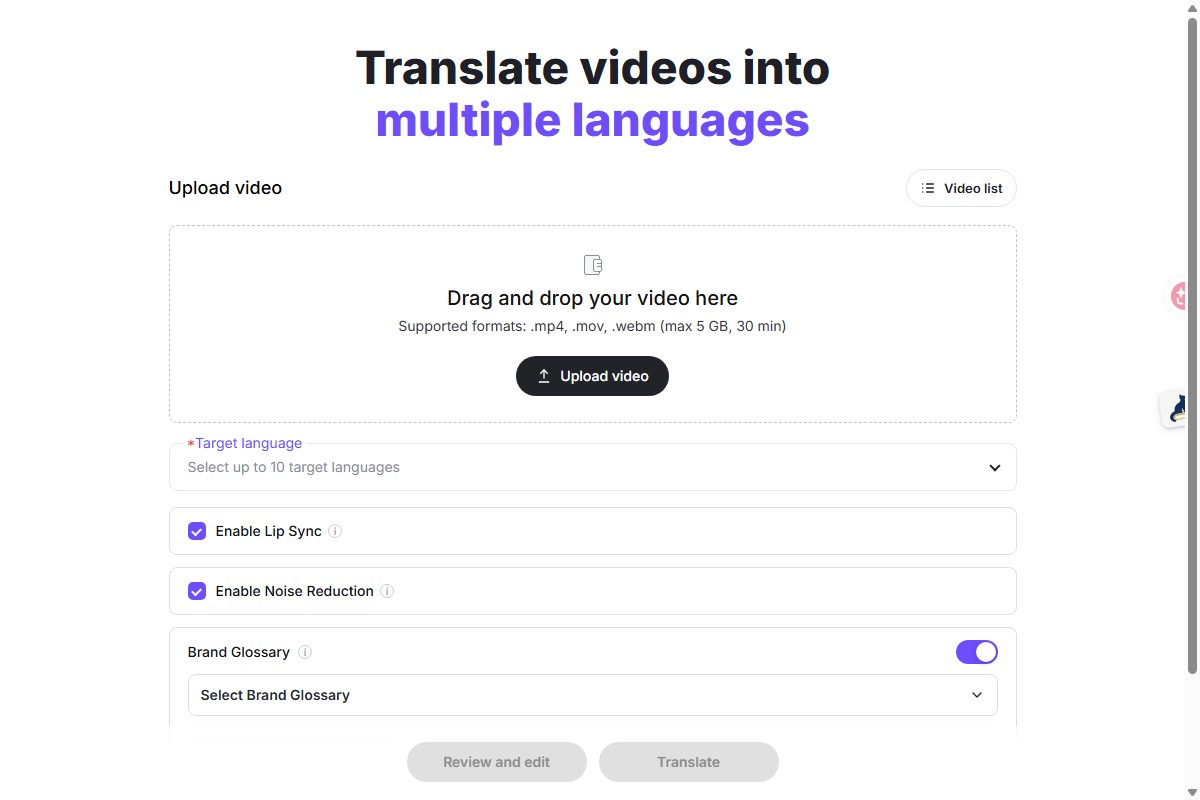 Translate videos into
multiple languages
Upload video
Video list
Drag and drop your video here
Supported formats: .mp4, .mov, .webm (max 5 GB, 30 min)
Upload video
*Target language
Select up to 10 target languages
Enable Lip Sync
Enable Noise Reduction
Brand Glossary
Select Brand Glossary
Review and edit
Translate